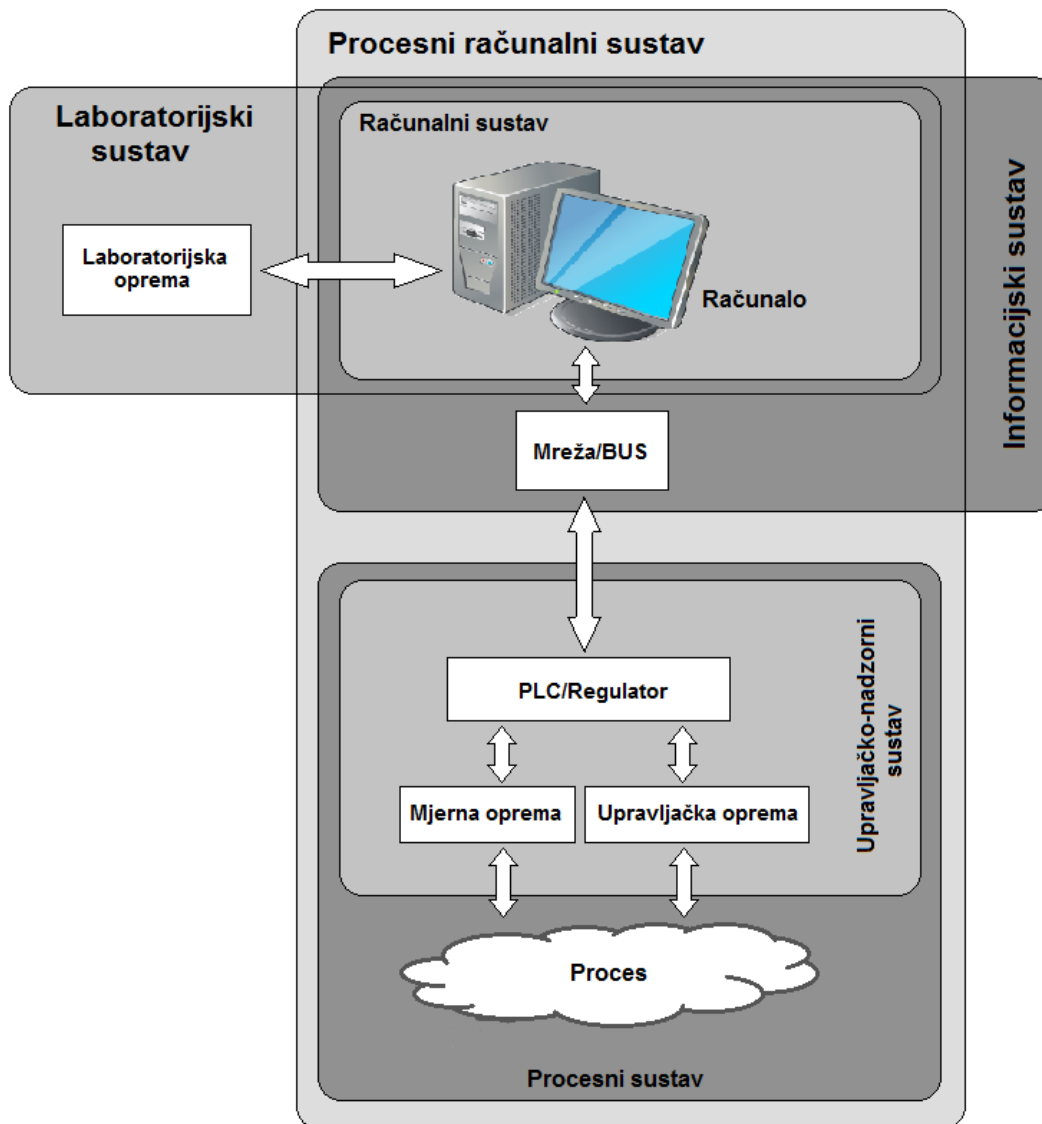 Procesni računalni sustav
Laboratorijski
sustav
Računalni sustav
Laboratorijska
oprema
Računalo
Informacijski sustav
Mreža/BUS
PLC/Regulator
Upravljačko-nadzorni
sustav
Mjerna oprema
Upravljačka oprema
Proces
Procesni sustav